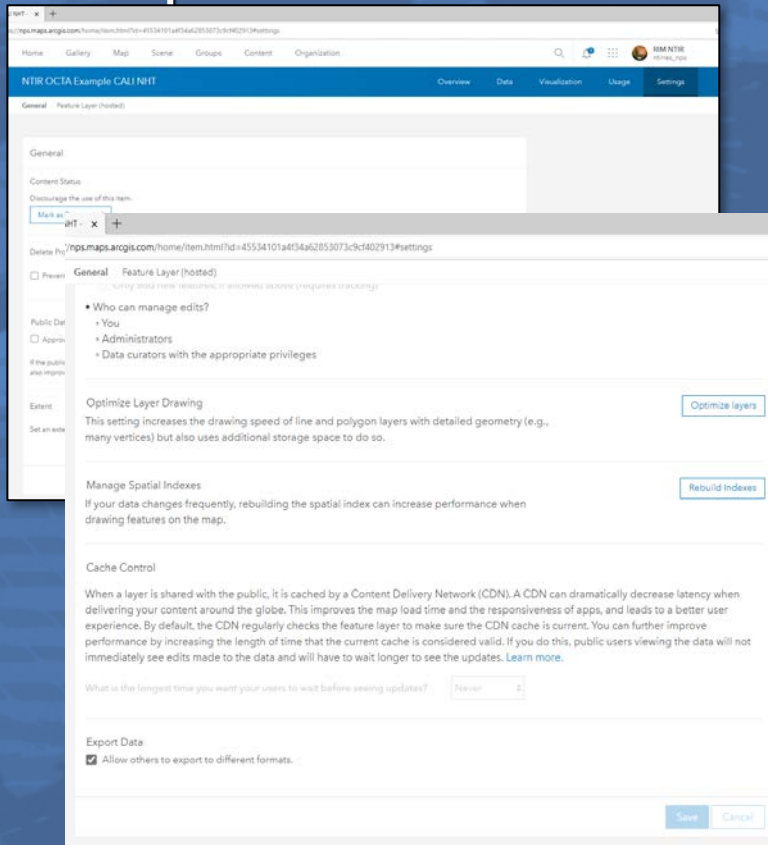 NHT - x +
nps.maps.arcgis.com/home/item.html?id=45534101a4f34a62853073c9cf402913#settings
Home Gallery Map Scene Groups Content Organization
RIM.NTIR
NTIR OCTA Example CALI NHT Overview Data Visualization Usage Settings
General Feature Layer (hosted)
General
Content Status
Discourage the use of this item.
Mark as
Delete
Public
Extent
NHT - x +
/nps.maps.arcgis.com/home/item.html?id=45534101a4f34a62853073c9cf402913#settings
General Feature Layer (hosted)
• Who can manage edits?
You
Administrators
Data curators with the appropriate privileges
Optimize Layer Drawing Optimize layers
This setting increases the drawing speed of line and polygon layers with detailed geometry (e.g.,
many vertices) but also uses additional storage space to do so.
Manage Spatial Indexes Rebuild Indexes
If your data changes frequently, rebuilding the spatial index can increase performance when
drawing features on the map.
Cache Control
When a layer is shared with the public, it is cached by a Content Delivery Network (CDN). A CDN can dramatically decrease latency when
delivering your content around the globe. This improves the map load time and the responsiveness of apps, and leads to a better user
experience. By default, the CDN regularly checks the feature layer to make sure the CDN cache is current. You can further improve
performance by increasing the length of time that the current cache is considered valid. If you do this, public users viewing the data will not
immediately see edits made to the data and will have to wait longer to see the updates. Learn more.
What is the longest time you want your users to wait before seeing updates? Never
Export Data
Allow others to export to different formats.
Save Cancel